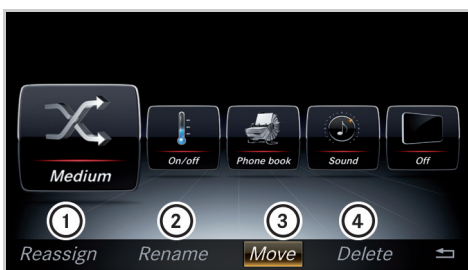 Medium On/off Phone book Sound Off
1 2 3 4
Reassign Rename Move Delete